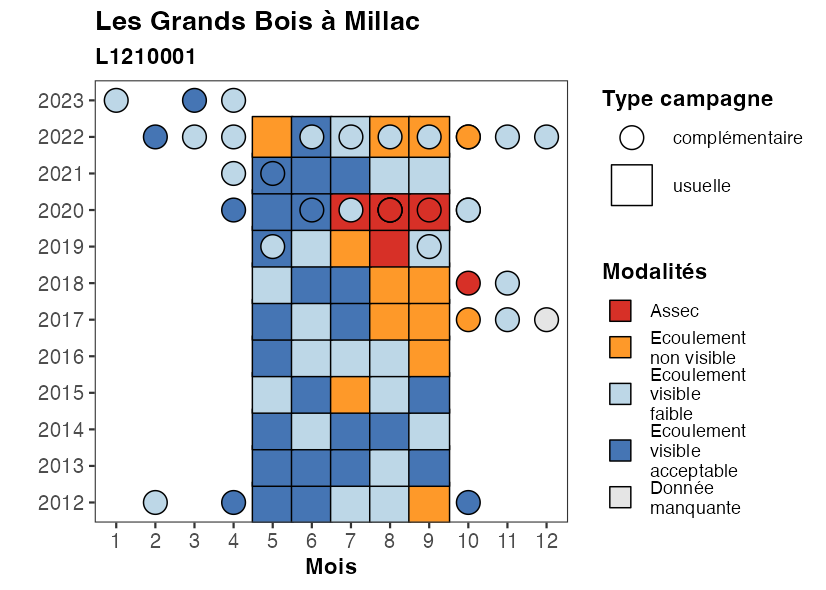 Les Grands Bois à Millac
L1210001
2023
2022
2021
2020
2019
2018
2017
2016
2015
2014
2013
2012
1 2 3 4 5 6 7 8 9 10 11 12
Mois
Type campagne
complémentaire
usuelle
Modalités
Assec
Ecoulement
non visible
Ecoulement
visible
faible
Ecoulement
visible
acceptable
Donnée
manquante